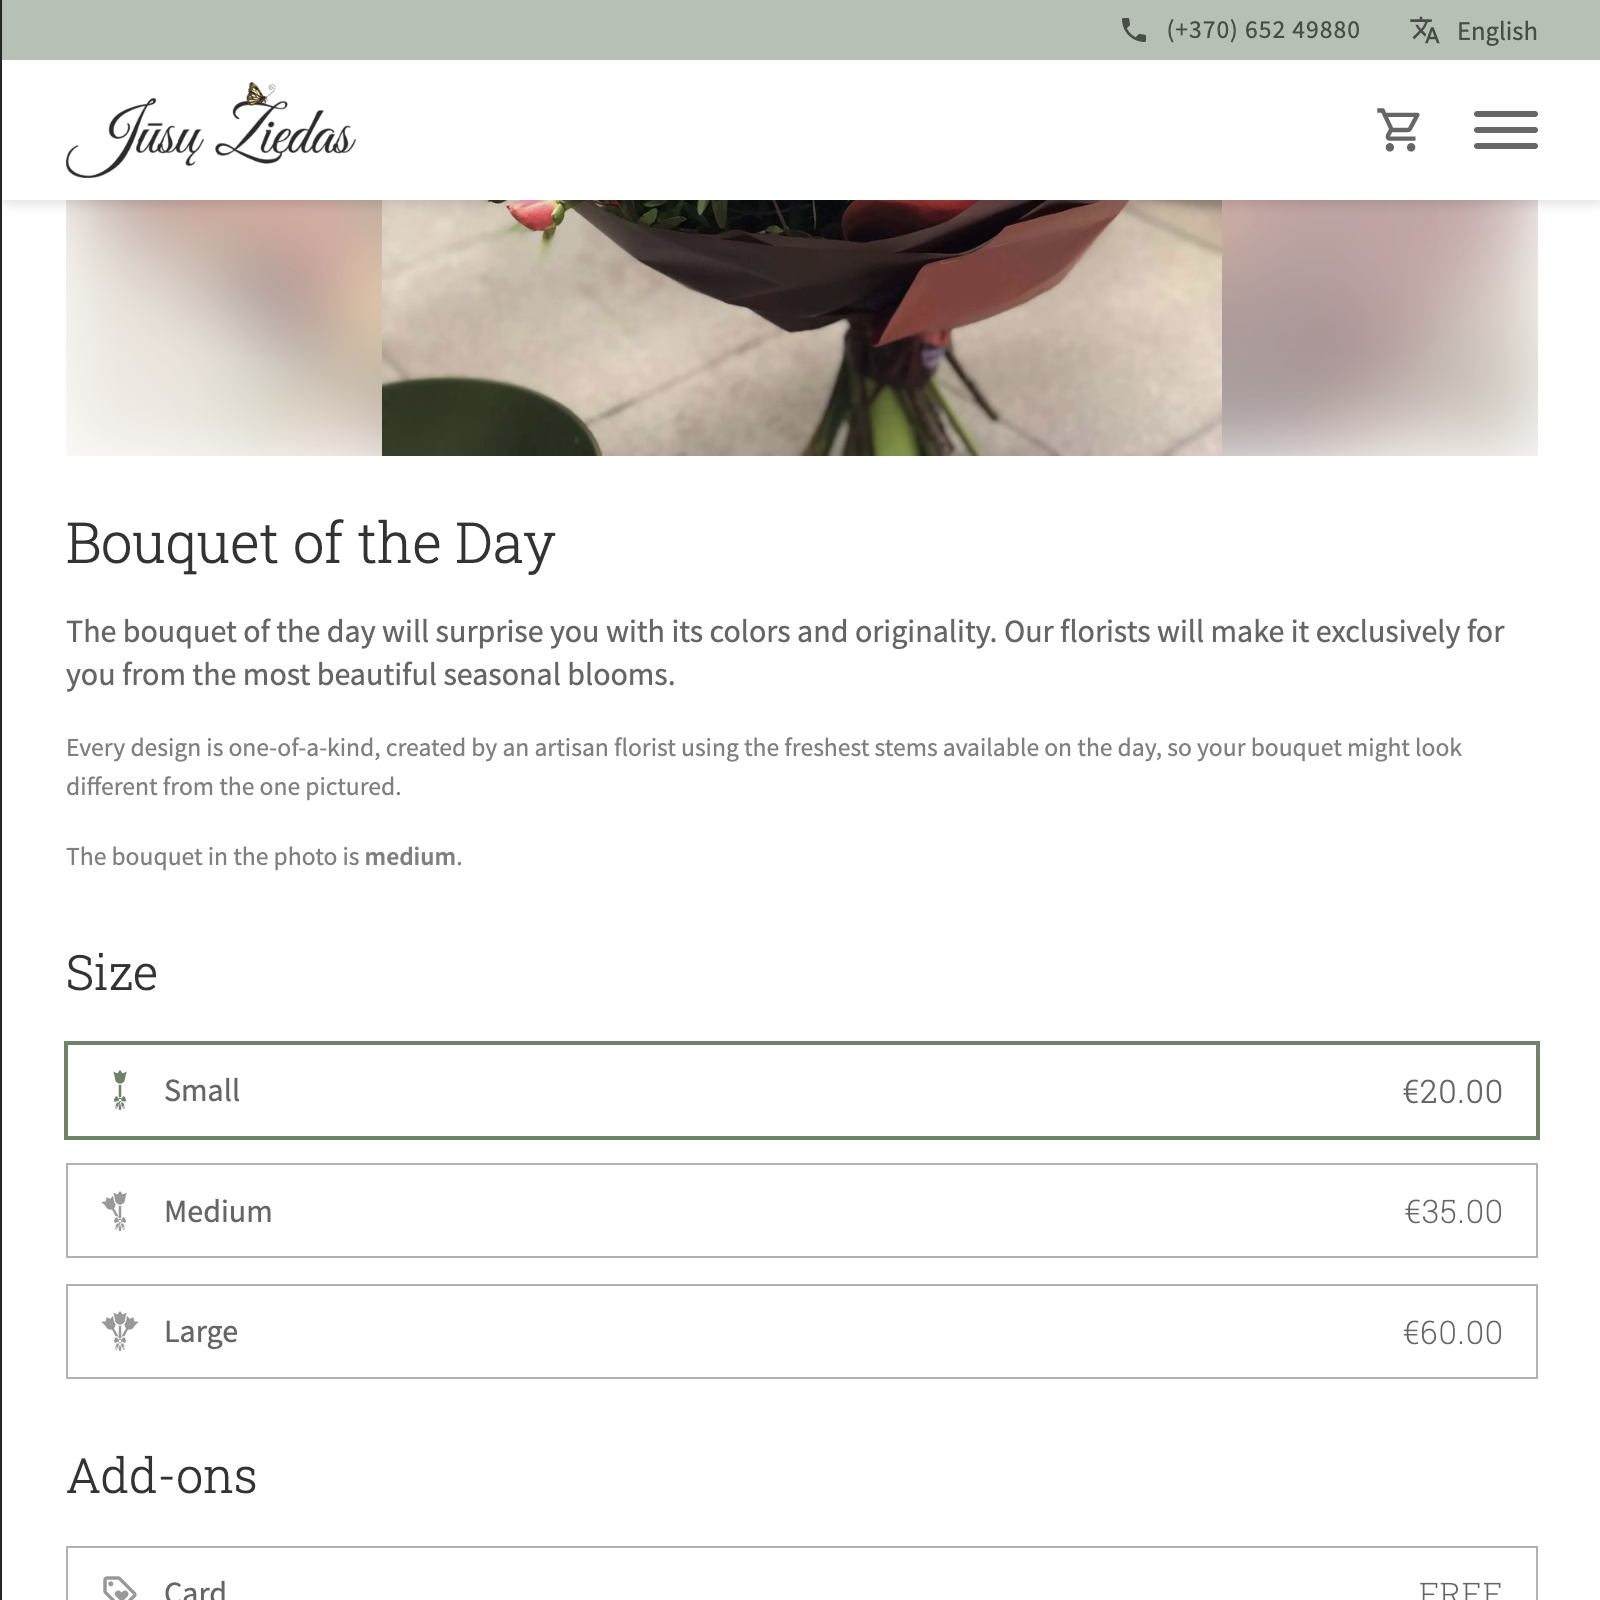 (+370) 652 49880
English
Jūsų Žiedas
Bouquet of the Day
The bouquet of the day will surprise you with its colors and originality. Our florists will make it exclusively for
you from the most beautiful seasonal blooms.
Every design is one-of-a-kind, created by an artisan florist using the freshest stems available on the day, so your bouquet might look
different from the one pictured.
The bouquet in the photo is medium.
Size
Small €20.00
Medium €35.00
Large €60.00
Add-ons
Card FREE